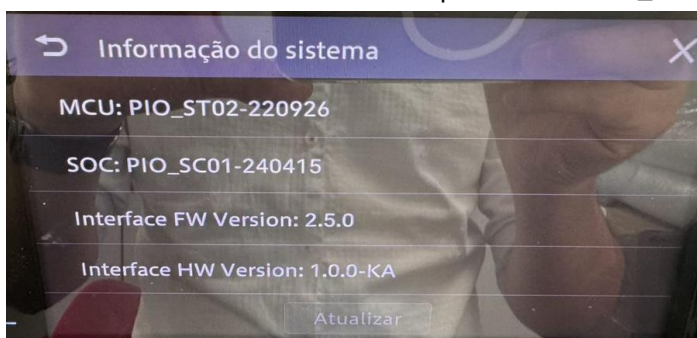 Informação do sistema
MCU: PIO_ST02-220926
SOC: PIO_SC01-240415
Interface FW Version: 2.5.0
Interface HW Version: 1.0.0-KA
Atualizar